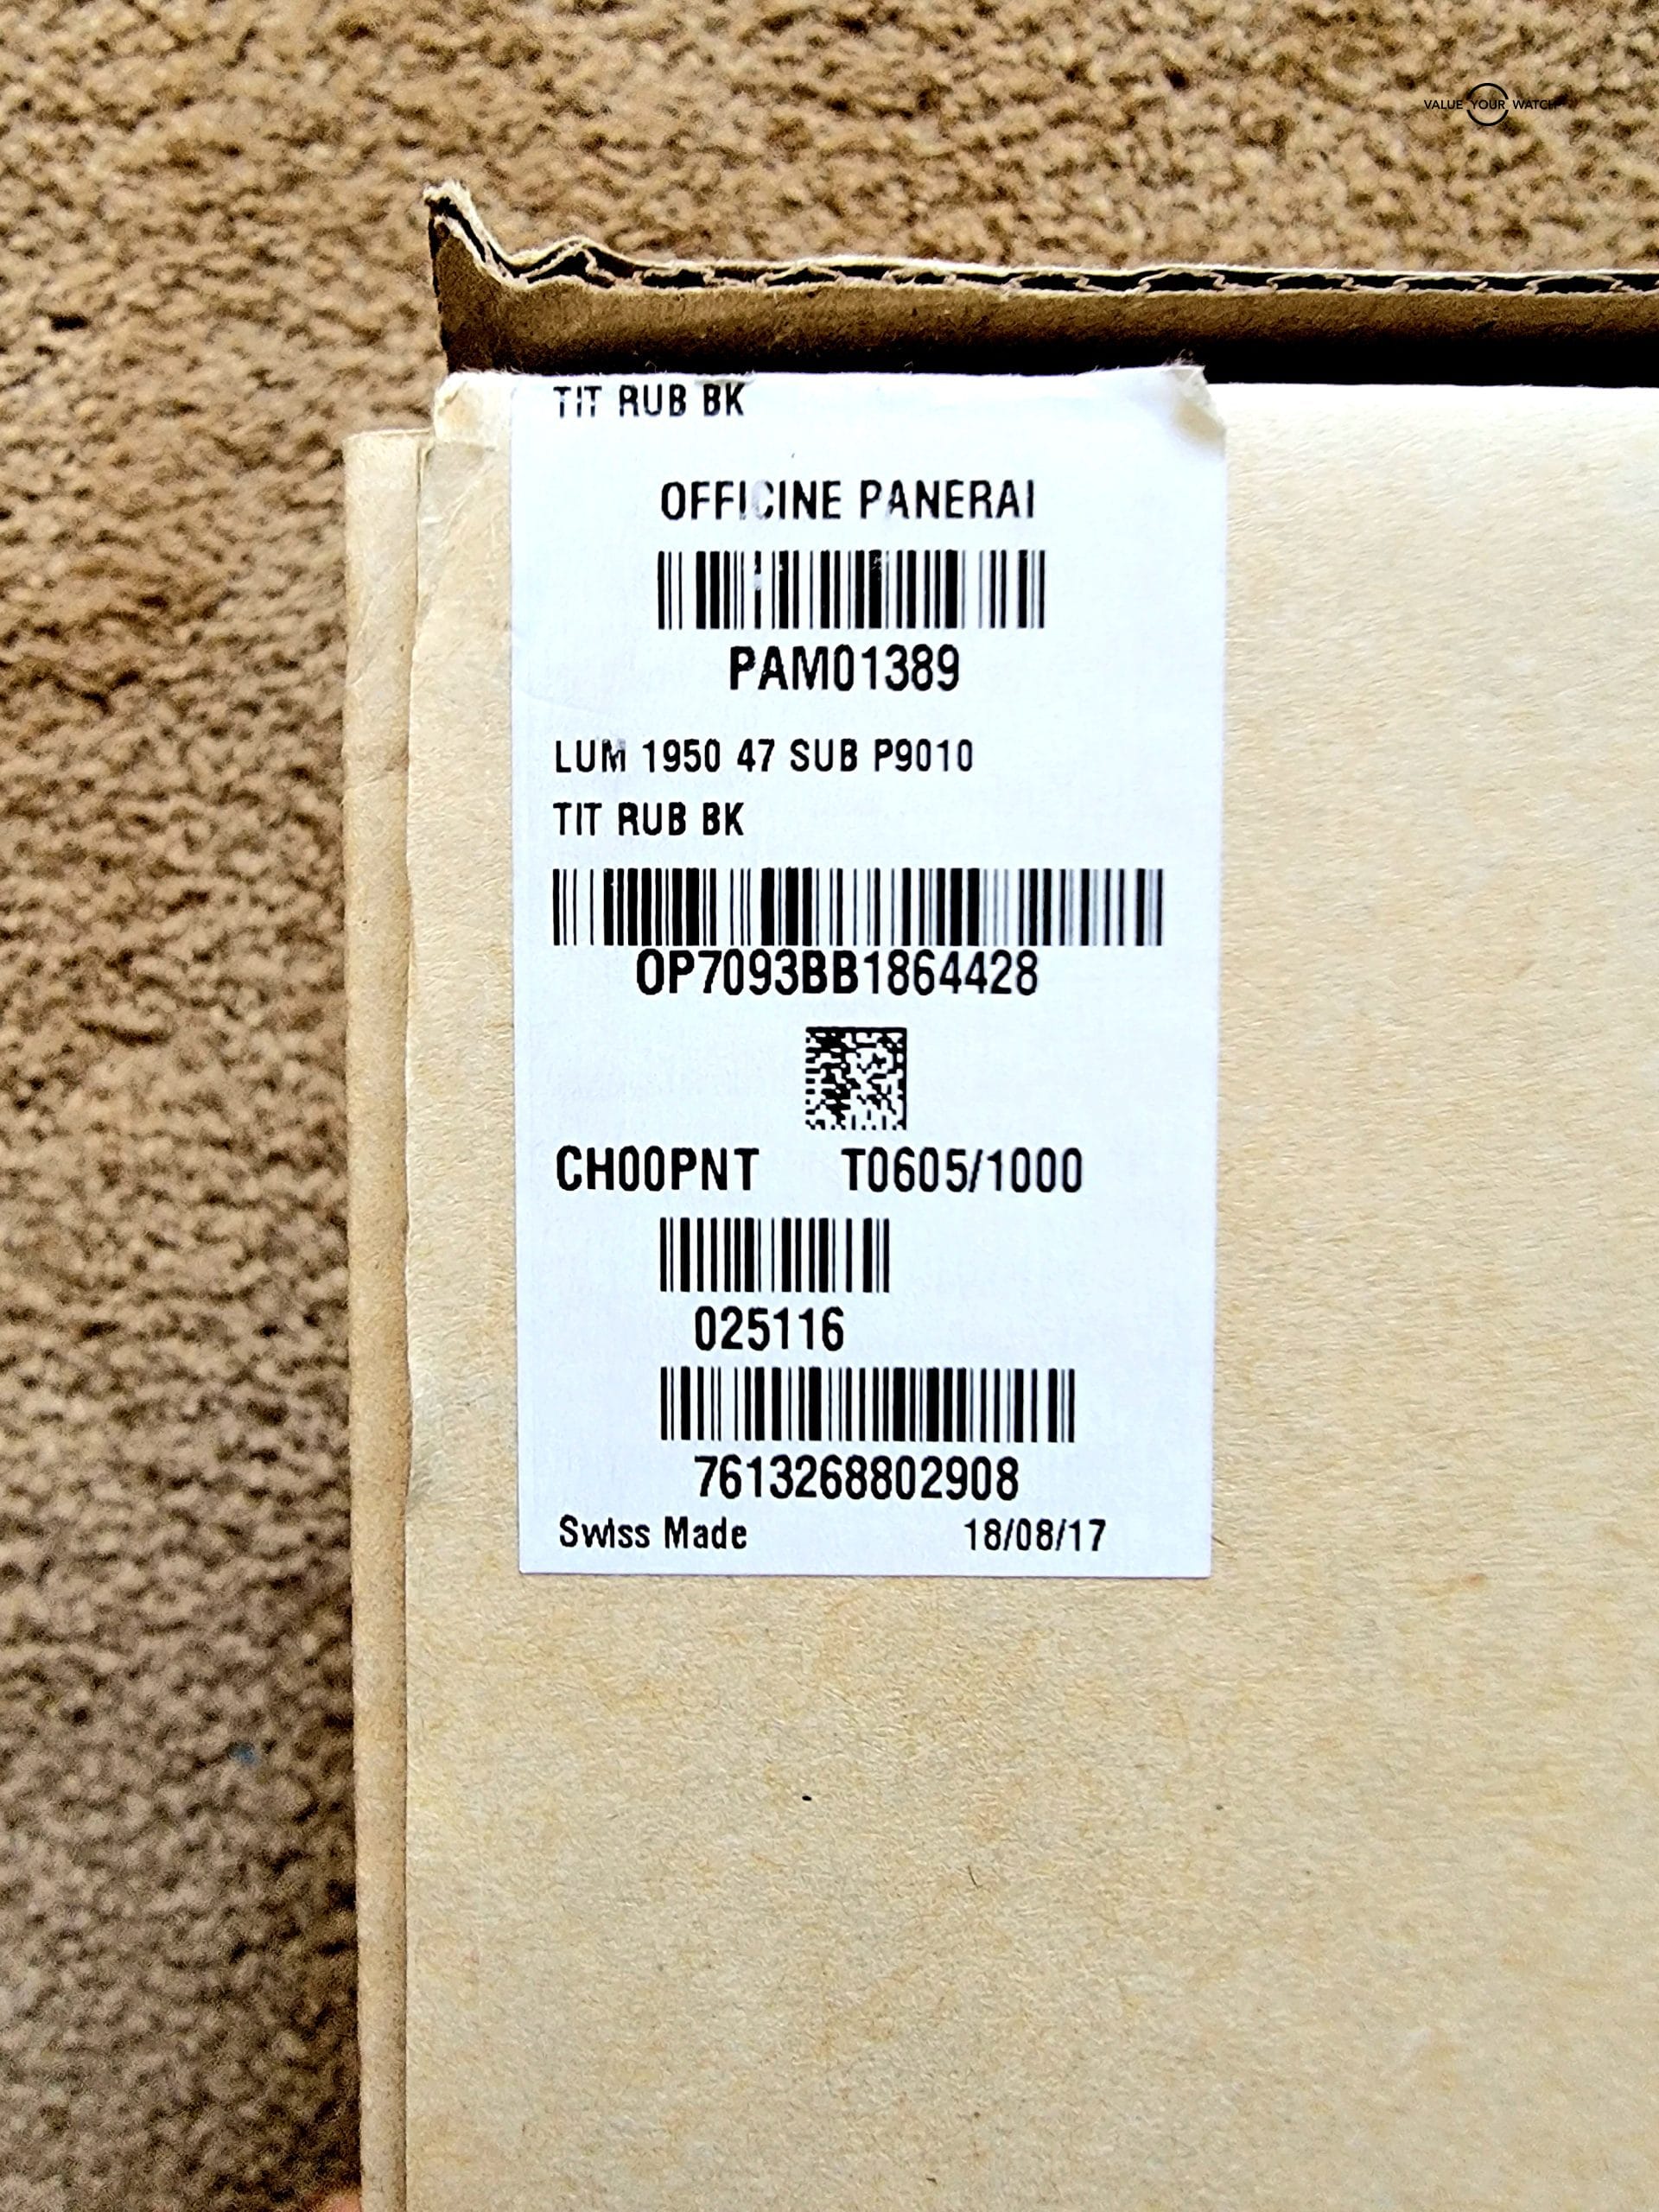 VALUE YOUR WATCH
TIT RUB BK
OFFICINE PANERAI
PAM01389
LUM 1950 47 SUB P9010
TIT RUB BK
OP7093BB1864428
CH00PNT T0605/1000
025116
7613268802908
Swiss Made 18/08/17